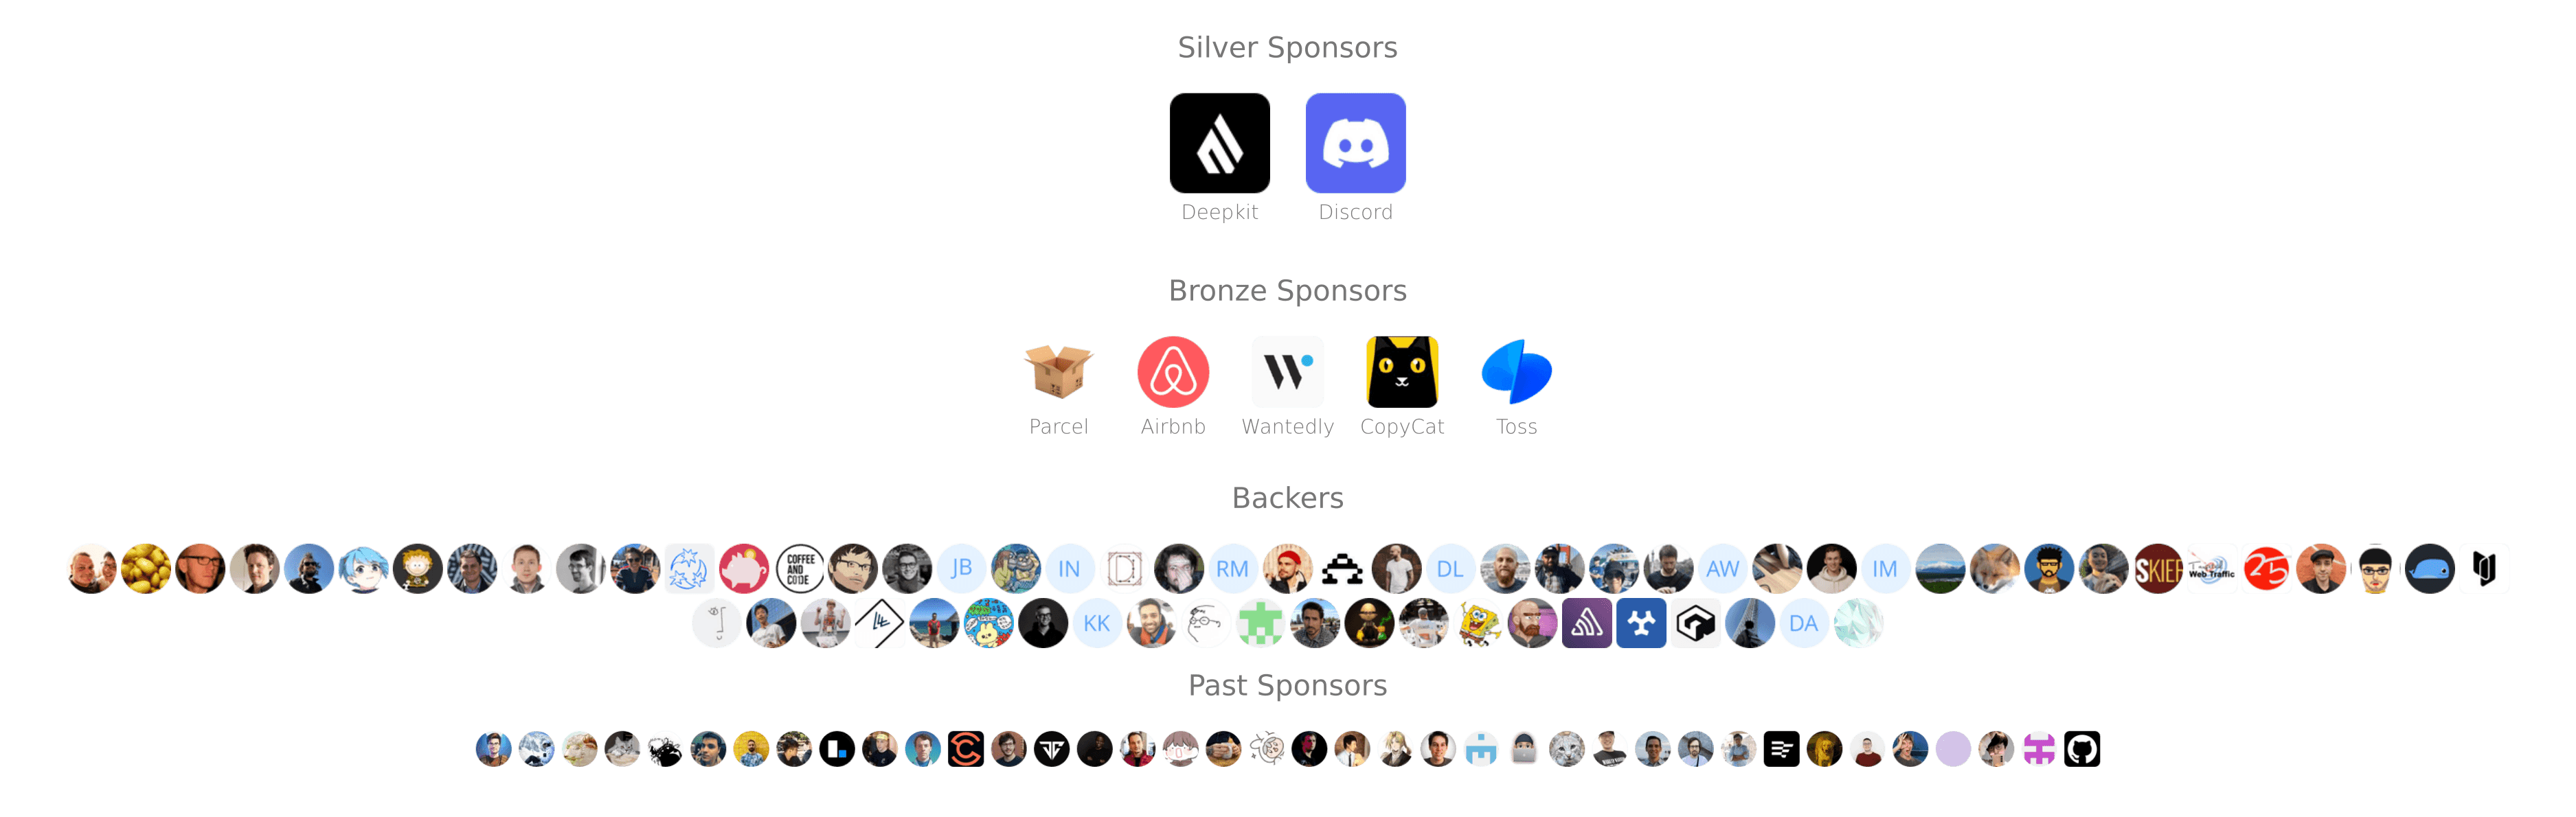 Silver Sponsors
Deepkit Discord
Bronze Sponsors
Parcel Airbnb Wantedly CopyCat Toss
Backers
COFFEE
AND
CODE
JB IN RM DL AW IM SKIEF Web Traffic 25
KK DA
Past Sponsors